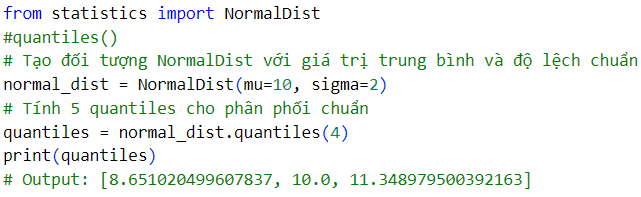 from statistics import NormalDist
#quantiles()
# Tạo đối tượng NormalDist với giá trị trung bình và độ lệch chuẩn
normal_dist = NormalDist(mu=10, sigma=2)
# Tính 5 quantiles cho phân phối chuẩn
quantiles = normal_dist.quantiles(4)
print(quantiles)
# Output: [8.651020499607837, 10.0, 11.348979500392163]